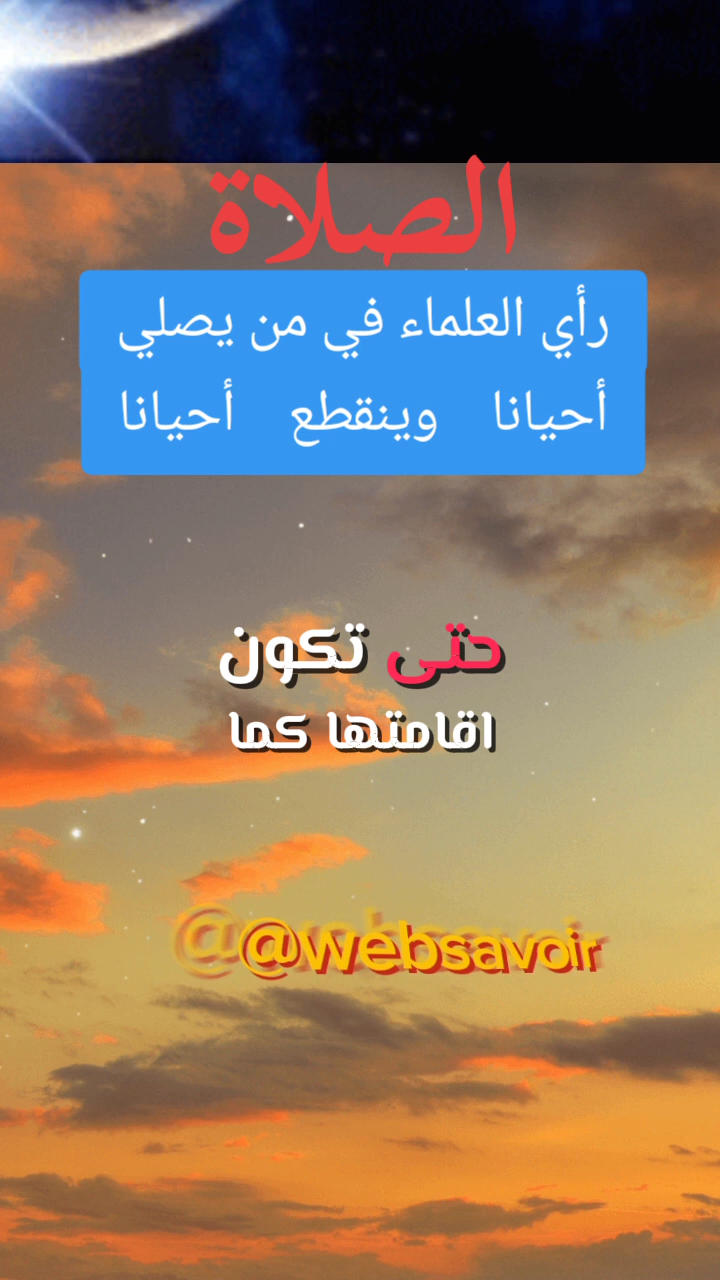 الصلاة
رأي العلماء في من يصلي
أحيانا وينقطع أحيانا
حتى تكون
اقامتها كما
@websavoir